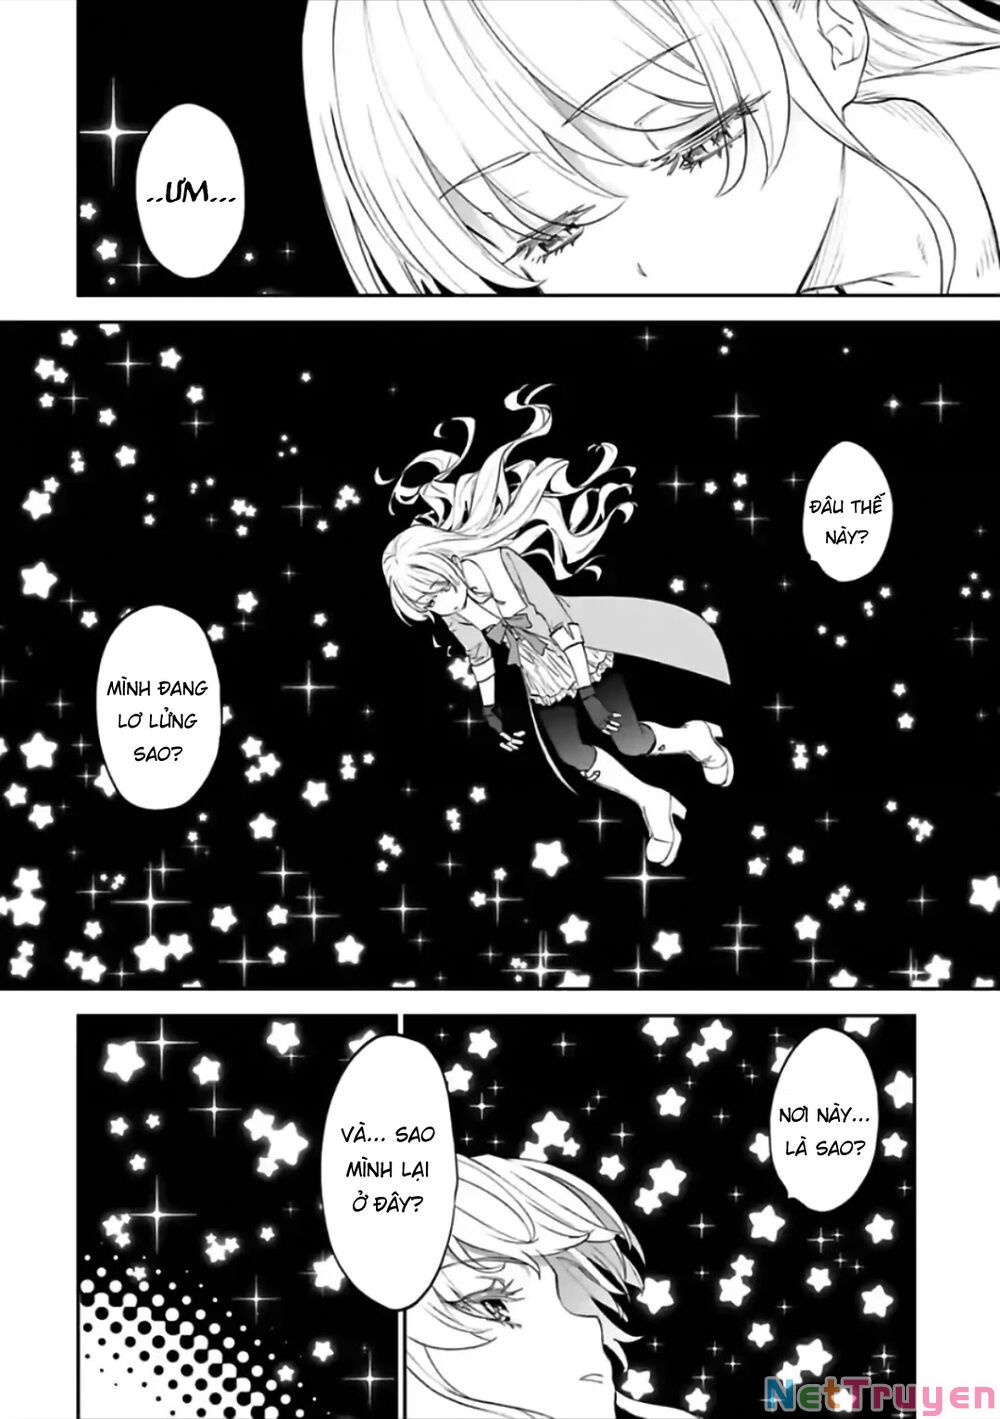 ..ƯM...
ĐÂU THẾ
NÀY?
MÌNH ĐANG
LƠ LỬNG
SAO?
NƠI NÀY...
LÀ SAO?
VÀ... SAO
MÌNH LẠI
Ở ĐÂY?
NetTruyen